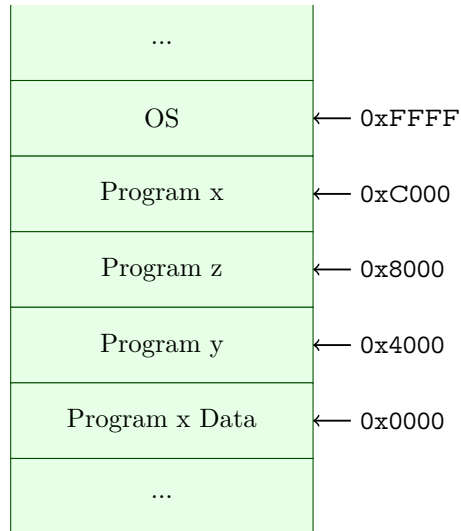 ...
OS 0xFFFF
Program x 0xC000
Program z 0x8000
Program y 0x4000
Program x Data 0x0000
...